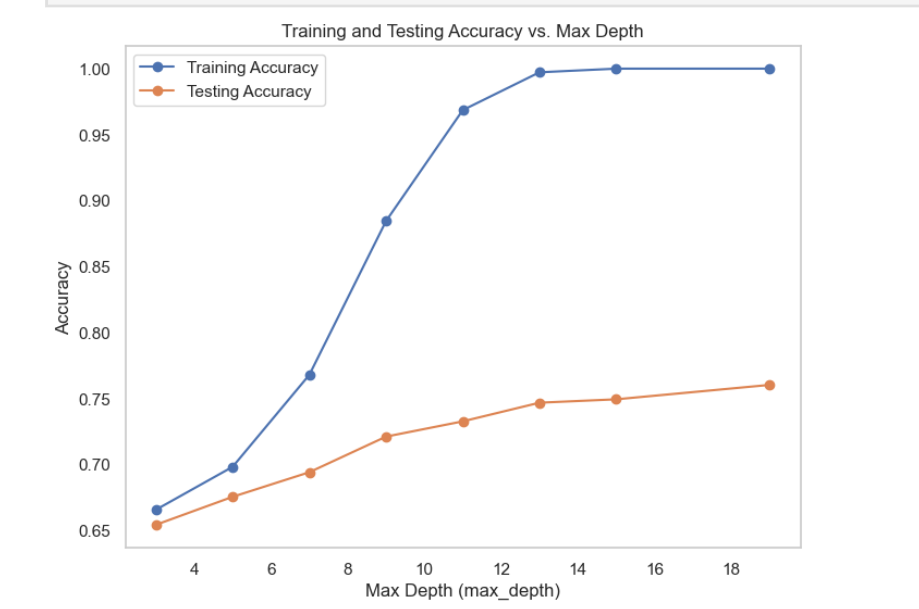 Training and Testing Accuracy vs. Max Depth
Training Accuracy
Testing Accuracy
1.00
0.95
0.90
0.85
0.80
0.75
0.70
0.65
Accuracy
4 6 8 10 12 14 16 18
Max Depth (max_depth)